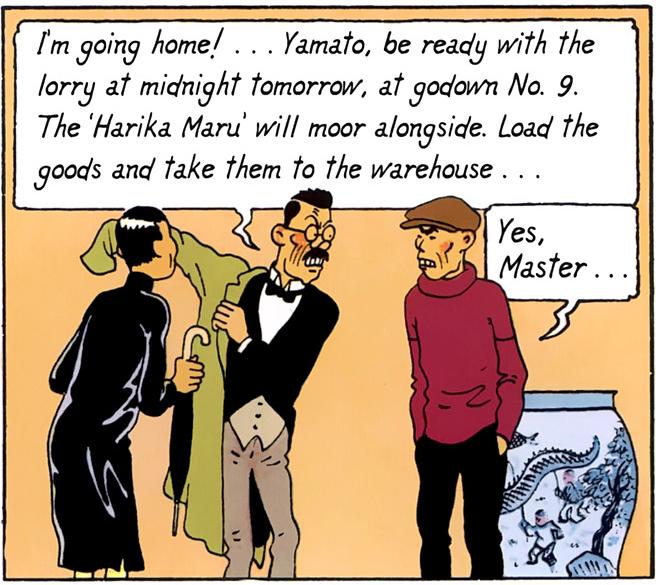 I'm going home! . . . Yamato, be ready with the
lorry at midnight tomorrow, at godown No. 9.
The 'Harika Maru' will moor alongside. Load the
goods and take them to the warehouse . . .
Yes,
Master . . .